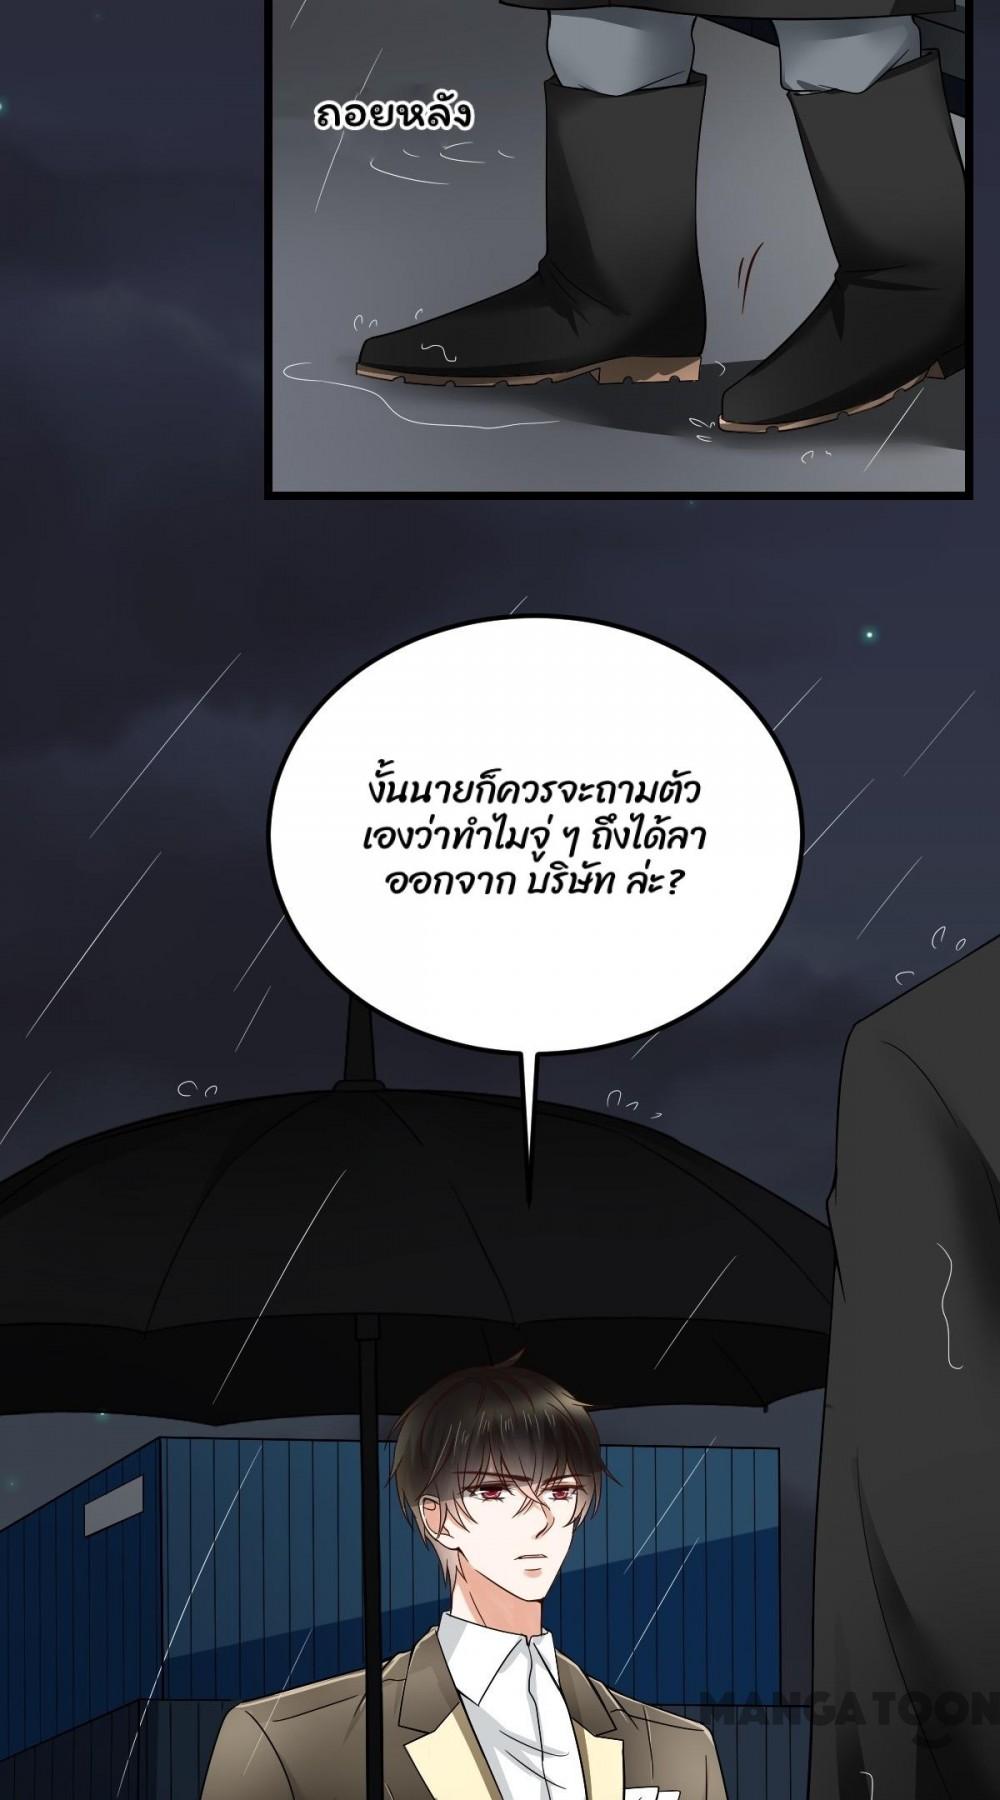 ถอยหลัง
งั้นนายก็ควรจะถามตัว
เองว่าทำไมจู่ ๆ ถึงได้ลา
ออกจาก บริษัท ล่ะ?
MANGATOON